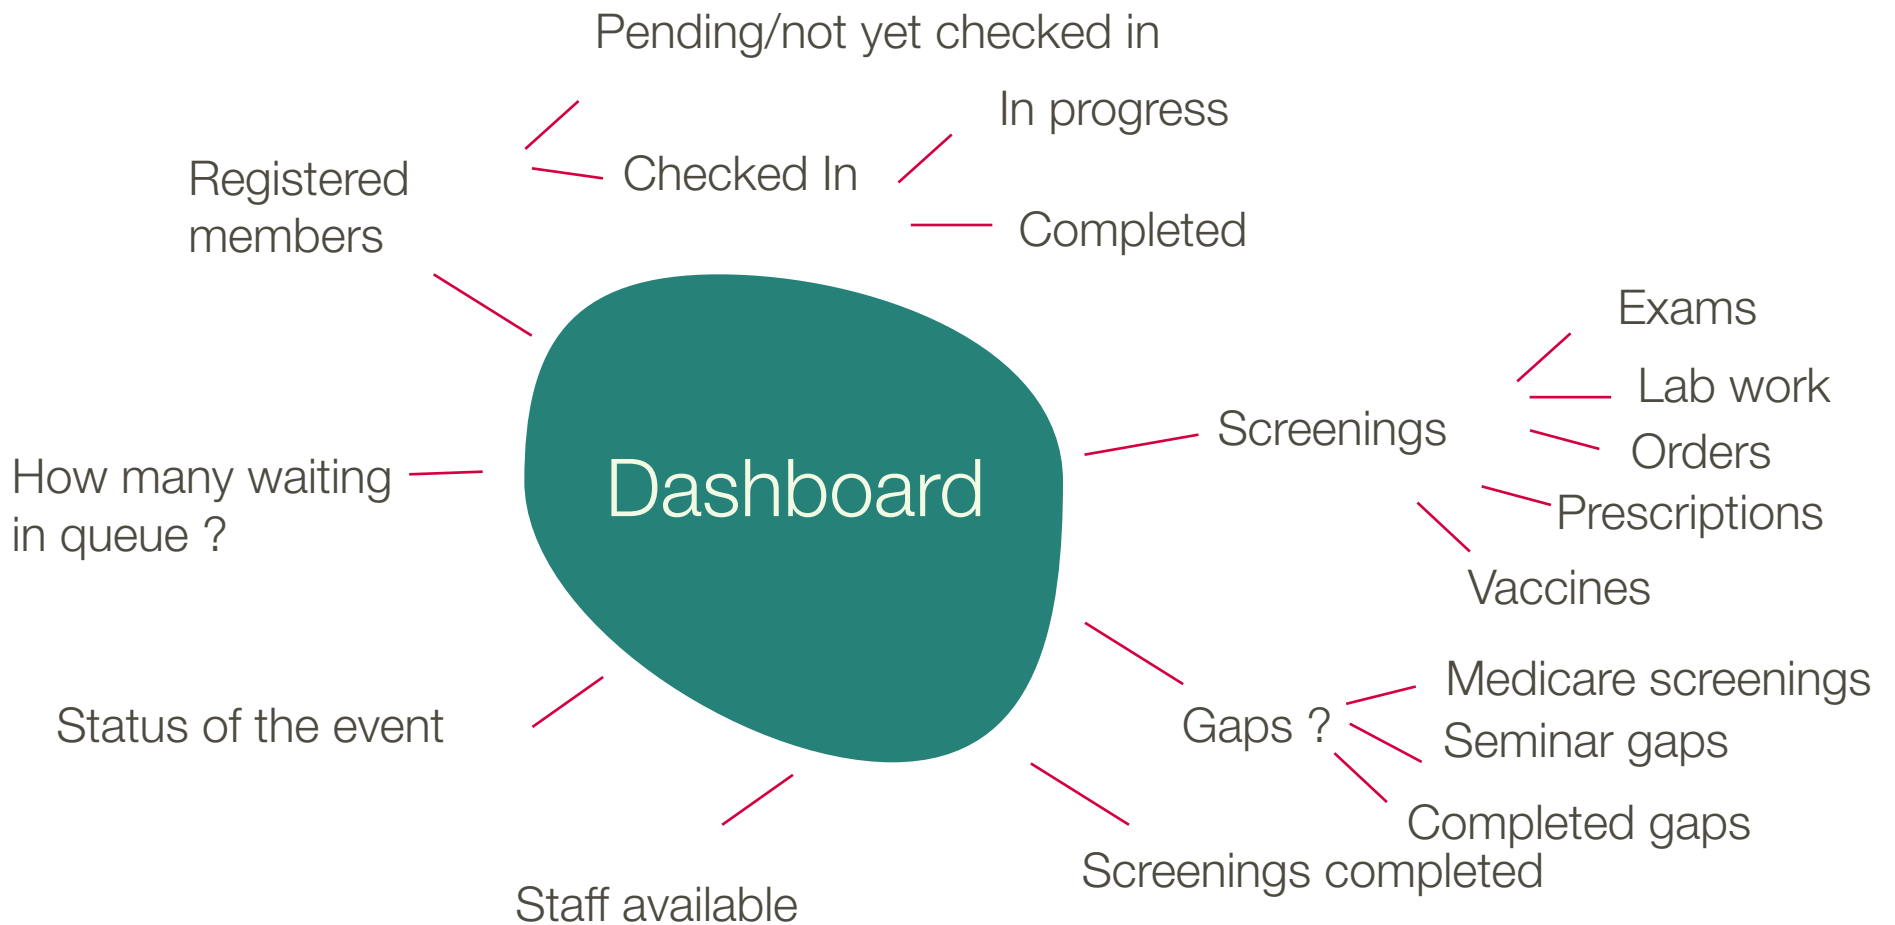 Pending/not yet checked in
In progress
Registered
members
Checked In
Completed
Exams
Lab work
Screenings
Orders
Dashboard
How many waiting
in queue ?
Prescriptions
Vaccines
Medicare screenings
Status of the event
Gaps ?
Seminar gaps
Completed gaps
Screenings completed
Staff available